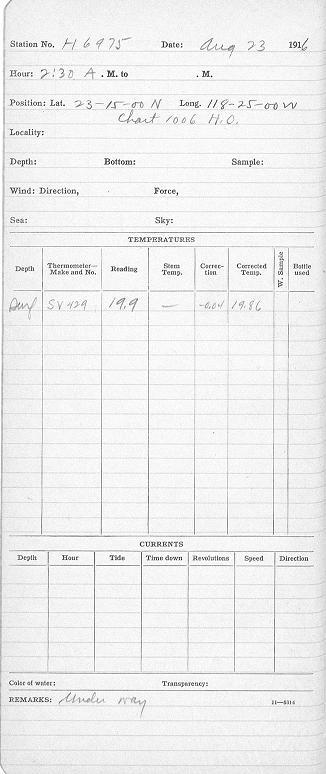 Station No. H 6975 Date: Aug 23 1916
Hour: 2:30 A. M. to . M.
Position: Lat. 23-15-00 N Long. 118-25-00 W
Chart 1006 H.O.
Locality:
Depth: Bottom: Sample:
Wind: Direction, Force,
Sea: Sky:
TEMPERATURES
Depth Thermometer—Make and No. Reading Stem Temp. Correction Corrected Temp. W. Sample Bottle used
Surf SV 429 19.9 — -0.04 19.86
CURRENTS
Depth Hour Tide Time down Revolutions Speed Direction
Color of water: Transparency:
REMARKS: Under way 11—5314